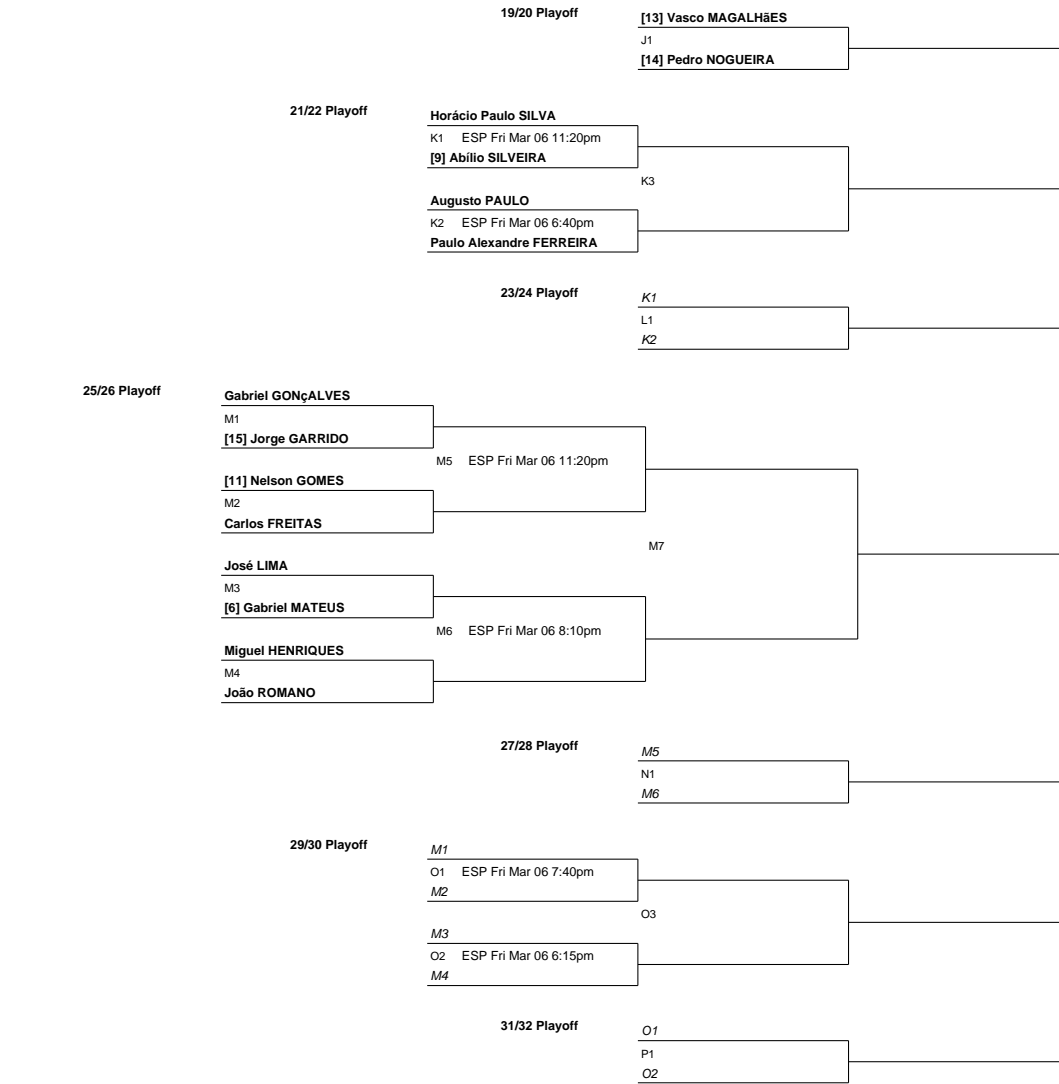 19/20 Playoff
[13] Vasco MAGALHãES
J1
[14] Pedro NOGUEIRA
21/22 Playoff
Horácio Paulo SILVA
K1 ESP Fri Mar 06 11:20pm
[9] Abílio SILVEIRA
K3
Augusto PAULO
K2 ESP Fri Mar 06 6:40pm
Paulo Alexandre FERREIRA
23/24 Playoff
K1
L1
K2
25/26 Playoff
Gabriel GONçALVES
M1
[15] Jorge GARRIDO
M5 ESP Fri Mar 06 11:20pm
[11] Nelson GOMES
M2
Carlos FREITAS
M7
José LIMA
M3
[6] Gabriel MATEUS
M6 ESP Fri Mar 06 8:10pm
Miguel HENRIQUES
M4
João ROMANO
27/28 Playoff
M5
N1
M6
29/30 Playoff
M1
O1 ESP Fri Mar 06 7:40pm
M2
O3
M3
O2 ESP Fri Mar 06 6:15pm
M4
31/32 Playoff
O1
P1
O2